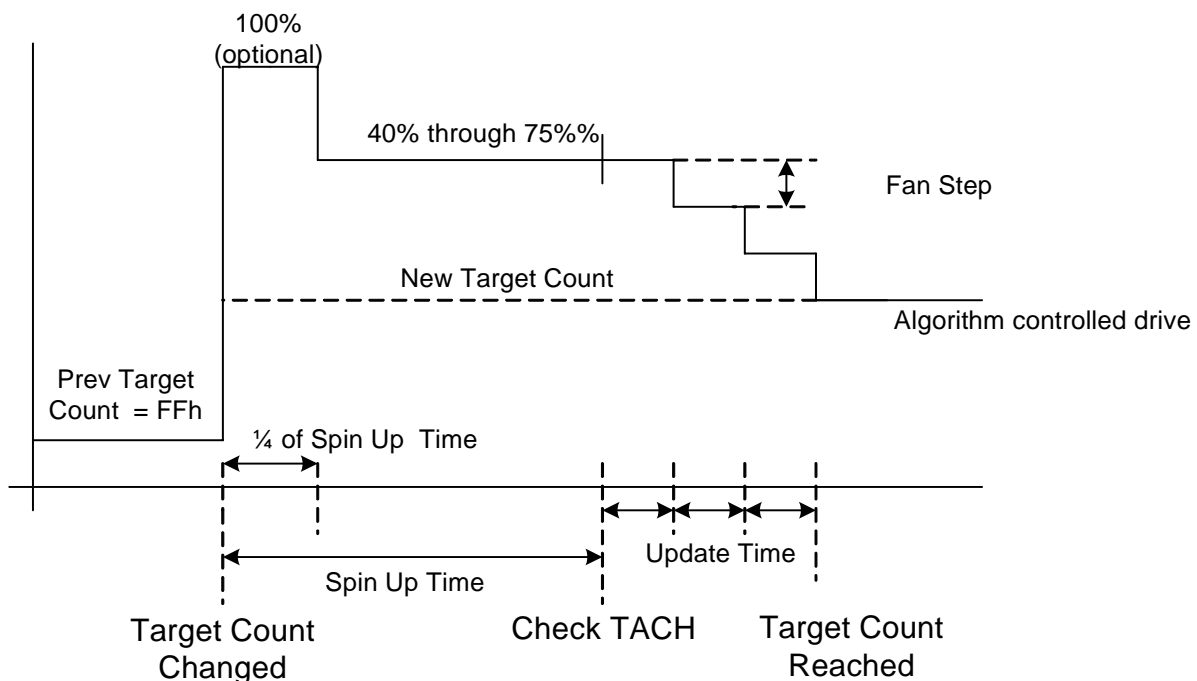 100%
(optional)
40% through 75%%
Fan Step
New Target Count
Algorithm controlled drive
Prev Target
Count = FFh
¼ of Spin Up Time
Update Time
Spin Up Time
Target Count
Changed
Check TACH
Target Count
Reached